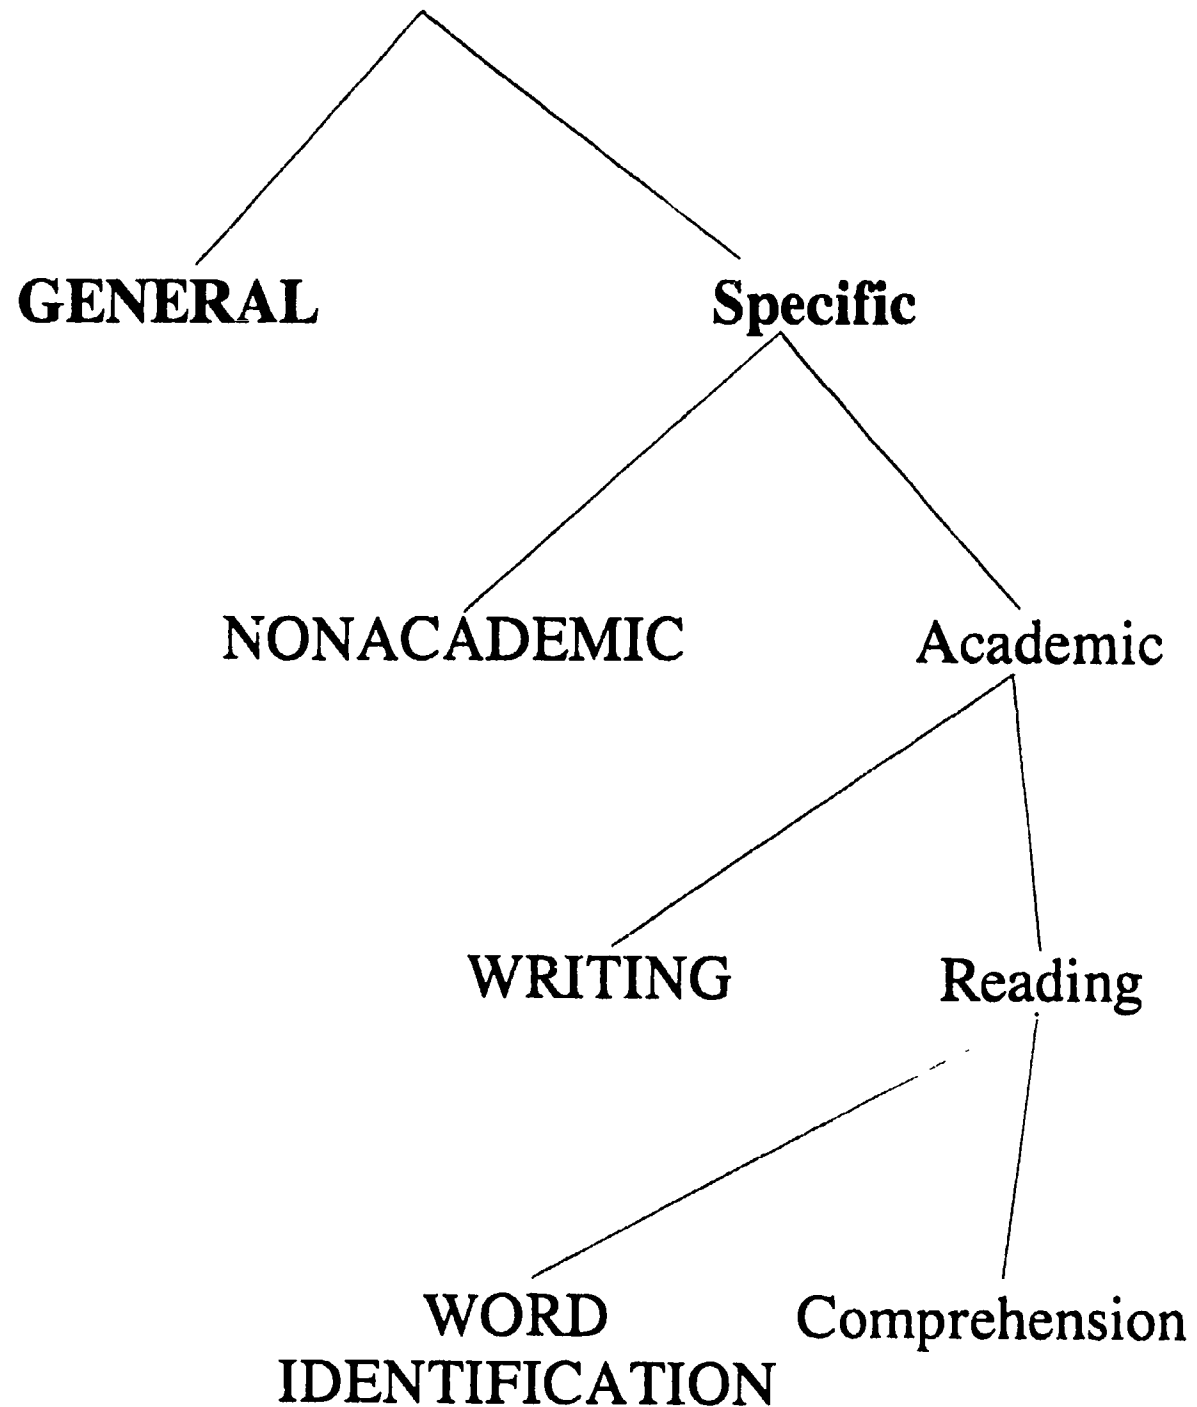 GENERAL
Specific
NONACADEMIC
Academic
WRITING
Reading
WORD
IDENTIFICATION
Comprehension